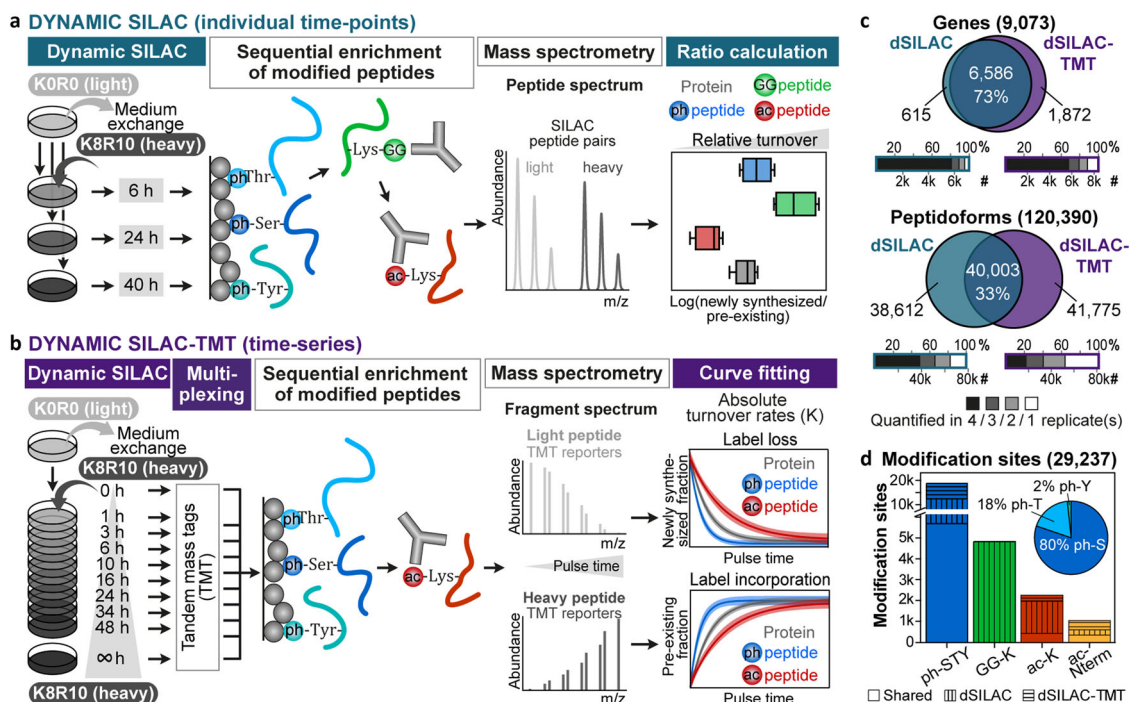 a DYNAMIC SILAC (individual time-points)
Dynamic SILAC
Sequential enrichment
of modified peptides
Mass spectrometry
Ratio calculation
K0R0 (light)
Medium
exchange
K8R10 (heavy)
6 h
24 h
40 h
ph Thr-
ph-Ser-
ph-Tyr-
-Lys-GG
ac-Lys-
Peptide spectrum
SILAC
peptide pairs
light
heavy
Abundance
m/z
Protein
GG peptide
ph peptide
ac peptide
Relative turnover
Log(newly synthesized/
pre-existing)
b DYNAMIC SILAC-TMT (time-series)
Dynamic SILAC
Multi-
plexing
Sequential enrichment
of modified peptides
Mass spectrometry
Curve fitting
K0R0 (light)
Medium
exchange
K8R10 (heavy)
0 h
1 h
3 h
6 h
10 h
16 h
24 h
34 h
48 h
∞ h
K8R10 (heavy)
Tandem mass tags
(TMT)
ph Thr-
ph-Ser-
ph-Tyr-
ac-Lys-
Fragment spectrum
Light peptide
TMT reporters
Abundance
m/z
Pulse time
Heavy peptide
TMT reporters
Abundance
m/z
Absolute
turnover rates (K)
Label loss
Newly synthe-
sized fraction
Protein
ph peptide
ac peptide
Pulse time
Label incorporation
Pre-existing
fraction
Protein
ph peptide
ac peptide
Pulse time
c
Genes (9,073)
dSILAC
dSILAC-
TMT
6,586
73%
615
1,872
20 60 100%
2k 4k 6k #
20 60 100%
2k 4k 6k 8k #
Peptidoforms (120,390)
dSILAC
dSILAC-
TMT
40,003
33%
38,612
41,775
20 60 100%
40k 80k #
20 60 100%
40k 80k#
Quantified in 4 / 3 / 2 / 1 replicate(s)
d Modification sites (29,237)
Modification sites
20k
10k
5k
2k
1k
0
2% ph-Y
18% ph-T
80% ph-S
ph-STY
GG-K
ac-K
ac-
Nterm
Shared
dSILAC
dSILAC-TMT